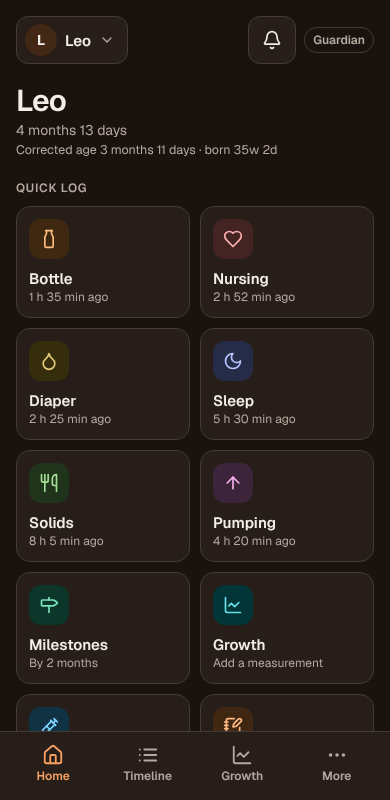 L
Leo
Guardian
Leo
4 months 13 days
Corrected age 3 months 11 days · born 35w 2d
QUICK LOG
Bottle
1 h 35 min ago
Nursing
2 h 52 min ago
Diaper
2 h 25 min ago
Sleep
5 h 30 min ago
Solids
8 h 5 min ago
Pumping
4 h 20 min ago
Milestones
By 2 months
Growth
Add a measurement
Home
Timeline
Growth
More